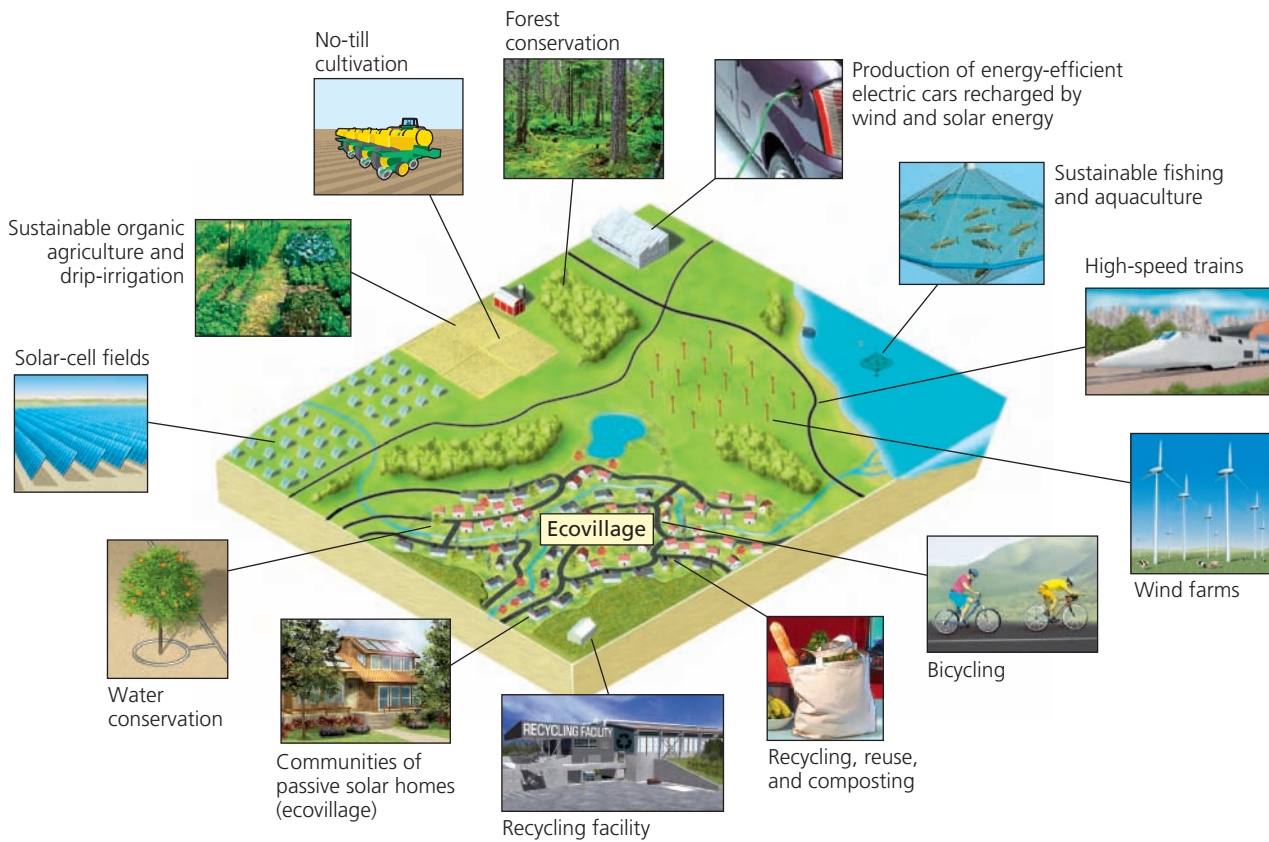 No-till
cultivation
Forest
conservation
Production of energy-efficient
electric cars recharged by
wind and solar energy
Sustainable fishing
and aquaculture
Sustainable organic
agriculture and
drip-irrigation
High-speed trains
Solar-cell fields
Ecovillage
Wind farms
Bicycling
Water
conservation
RECYCLING FACILITY
Communities of
passive solar homes
(ecovillage)
Recycling facility
Recycling, reuse,
and composting